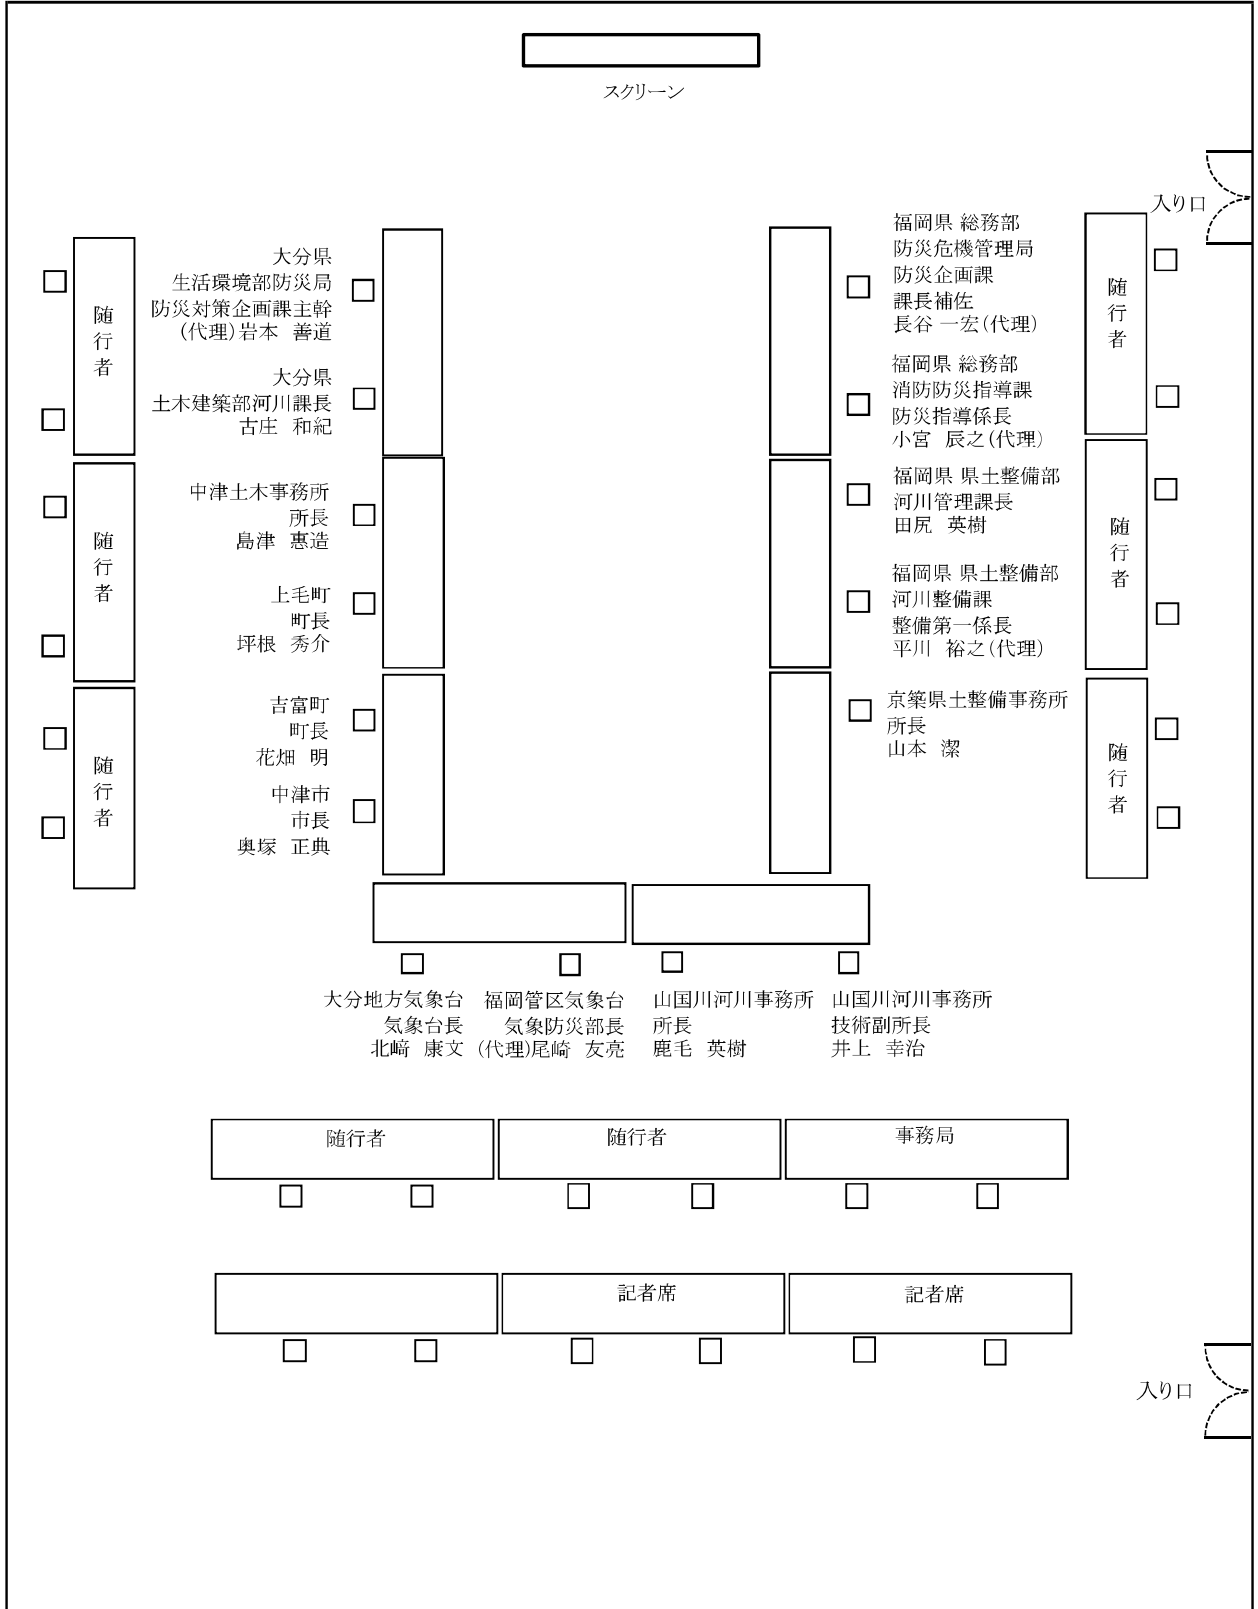 スクリーン
入り口
随行者
大分県
生活環境部防災局
防災対策企画課主幹
(代理)岩本 善道
大分県
土木建築部河川課長
古庄 和紀
随行者
中津土木事務所
所長
島津 惠造
上毛町
町長
坪根 秀介
随行者
吉富町
町長
花畑 明
中津市
市長
奥塚 正典
福岡県 総務部
防災危機管理局
防災企画課
課長補佐
長谷 一宏(代理)
福岡県 総務部
消防防災指導課
防災指導係長
小宮 辰之(代理)
福岡県 県土整備部
河川管理課長
田尻 英樹
福岡県 県土整備部
河川整備課
整備第一係長
平川 裕之(代理)
京築県土整備事務所
所長
山本 潔
随行者
随行者
随行者
大分地方気象台
気象台長
北﨑 康文
福岡管区気象台
気象防災部長
(代理)尾崎 友亮
山国川河川事務所
所長
鹿毛 英樹
山国川河川事務所
技術副所長
井上 幸治
随行者
随行者
事務局
記者席
記者席
入り口